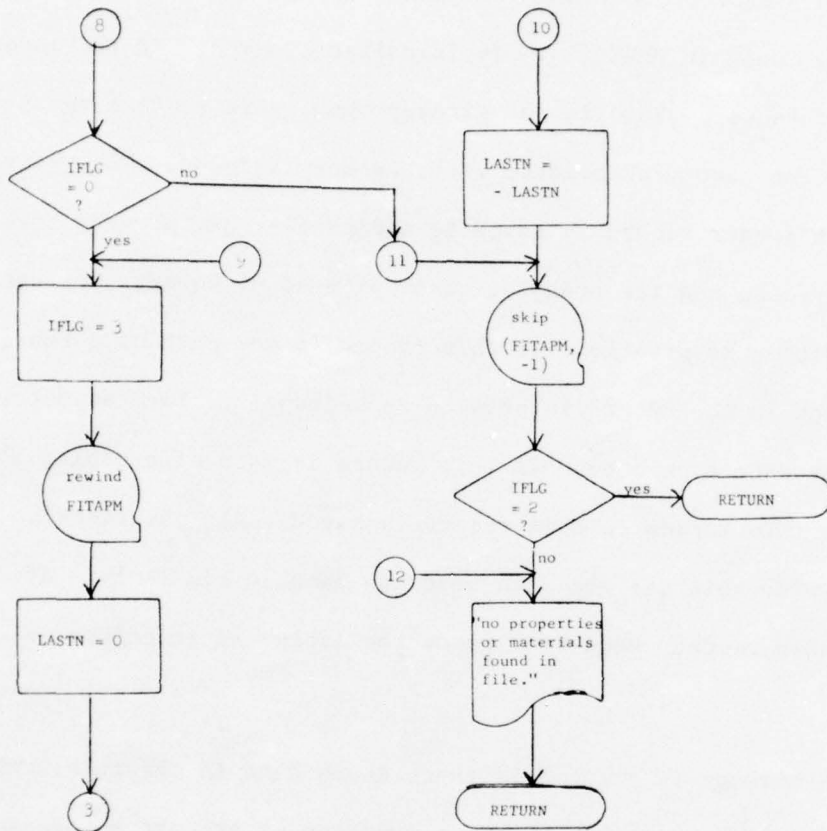 8
IFLG
= 0
?
no
yes
9
IFLG = 3
rewind
FITAPM
LASTN = 0
3
10
LASTN =
- LASTN
11
skip
(FITAPM,
-1)
IFLG
= 2
?
yes
RETURN
no
12
"no properties
or materials
found in
file."
RETURN